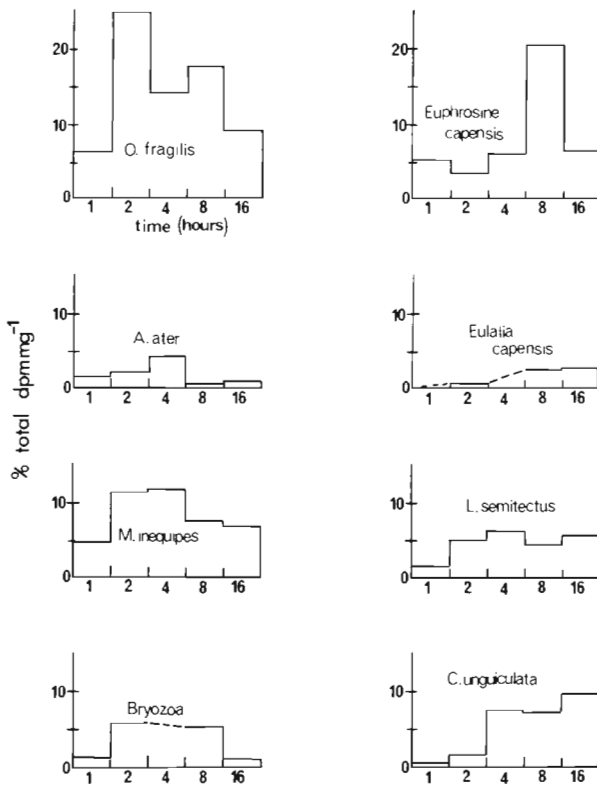 20
10
0
O. fragilis
1 2 4 8 16
time (hours)
20
10
0
Euphrosine
capensis
1 2 4 8 16
% total dpmmg⁻¹
10
0
A. ater
1 2 4 8 16
10
0
Eulalia
capensis
1 2 4 8 16
10
0
M. inequipes
1 2 4 8 16
10
0
L. semitectus
1 2 4 8 16
10
0
Bryozoa
1 2 4 8 16
10
0
C. unguiculata
1 2 4 8 16